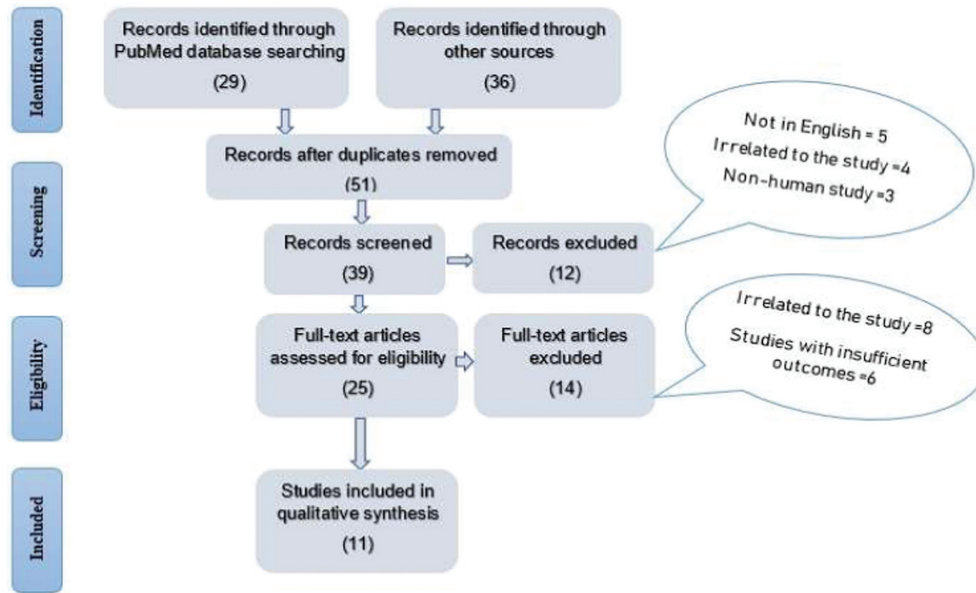 Identification
Records identified through
PubMed database searching
(29)
Records identified through
other sources
(36)
Records after duplicates removed
(51)
Screening
Records screened
(39)
Records excluded
(12)
Not in English = 5
Irrelated to the study =4
Non-human study =3
Eligibility
Full-text articles
assessed for eligibility
(25)
Full-text articles
excluded
(14)
Irrelated to the study =8
Studies with insufficient
outcomes =6
Included
Studies included in
qualitative synthesis
(11)